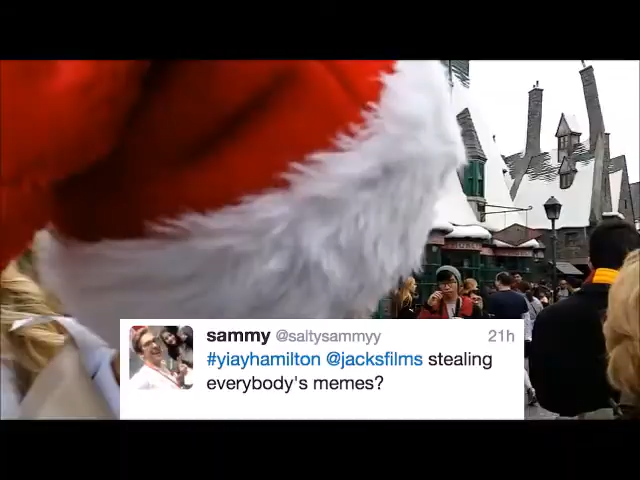 sammy @saltysammyy 21h
#yiayhamilton @jacksfilms stealing
everybody's memes?